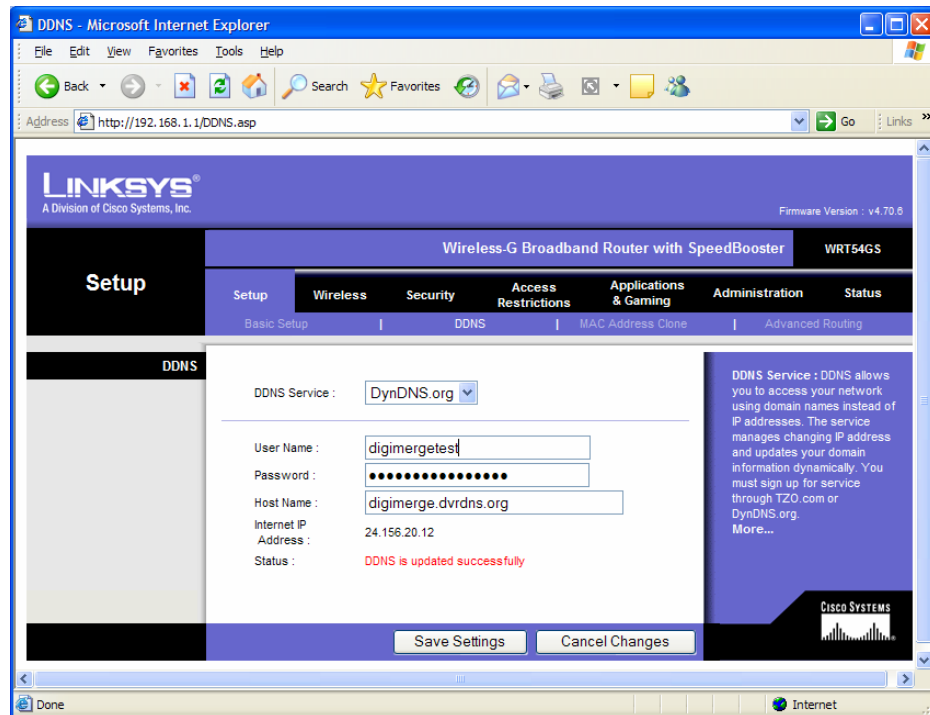 DDNS - Microsoft Internet Explorer
File Edit View Favorites Tools Help
Back Search Favorites
Address http://192.168.1.1/DDNS.asp Go Links »
LINKSYS®
A Division of Cisco Systems, Inc.
Firmware Version : v4.70.6
Wireless-G Broadband Router with SpeedBooster WRT54GS
Setup
Setup Wireless Security Access Restrictions Applications & Gaming Administration Status
Basic Setup | DDNS | MAC Address Clone | Advanced Routing
DDNS
DDNS Service : DynDNS.org
User Name : digimergetest
Password : ••••••••••••••••
Host Name : digimerge.dvrdns.org
Internet IP
Address : 24.156.20.12
Status : DDNS is updated successfully
DDNS Service : DDNS allows
you to access your network
using domain names instead of
IP addresses. The service
manages changing IP address
and updates your domain
information dynamically. You
must sign up for service
through TZO.com or
DynDNS.org.
More...
CISCO SYSTEMS
Save Settings Cancel Changes
Done Internet